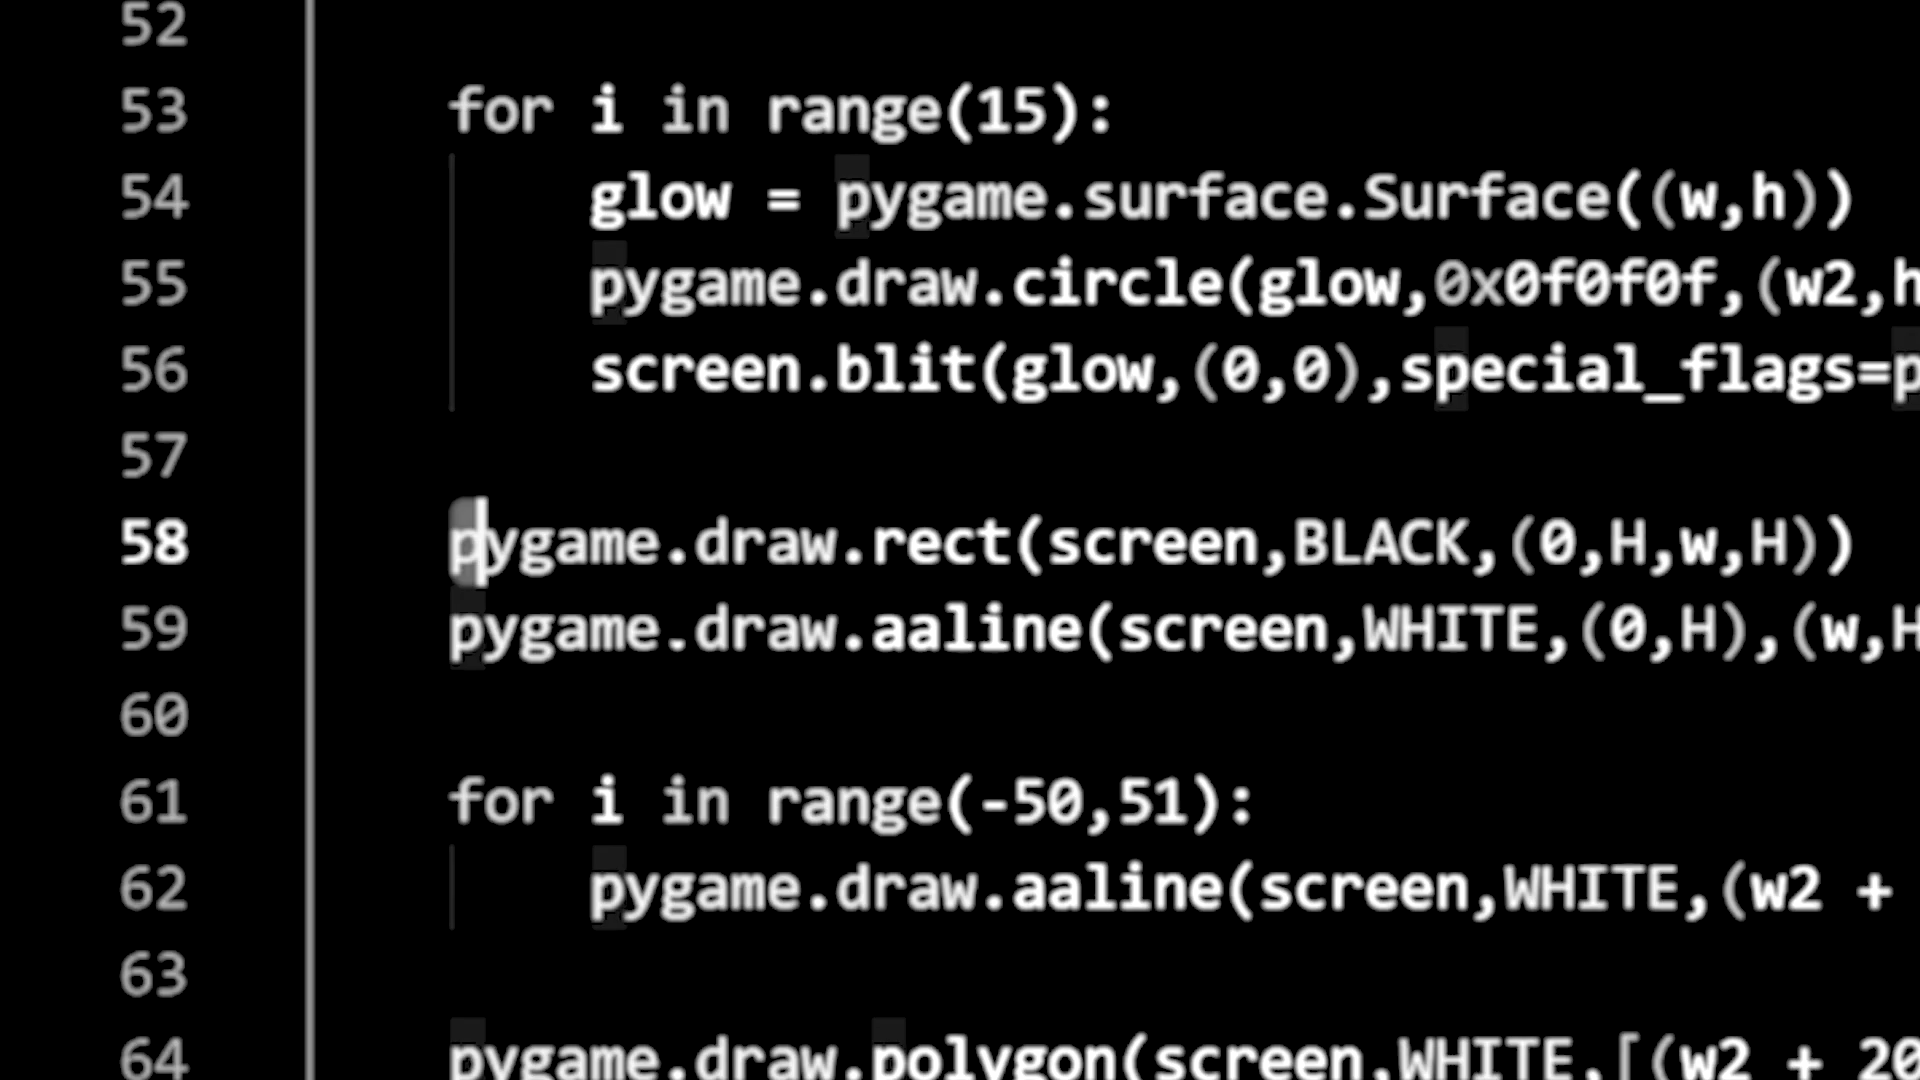 52
53 for i in range(15):
54 glow = pygame.surface.Surface((w,h))
55 pygame.draw.circle(glow,0x0f0f0f,(w2,h
56 screen.blit(glow,(0,0),special_flags=p
57
58 pygame.draw.rect(screen,BLACK,(0,H,w,H))
59 pygame.draw.aaline(screen,WHITE,(0,H),(w,H
60
61 for i in range(-50,51):
62 pygame.draw.aaline(screen,WHITE,(w2 +
63
64 pygame.draw.polygon(screen,WHITE,[(w2 + 20